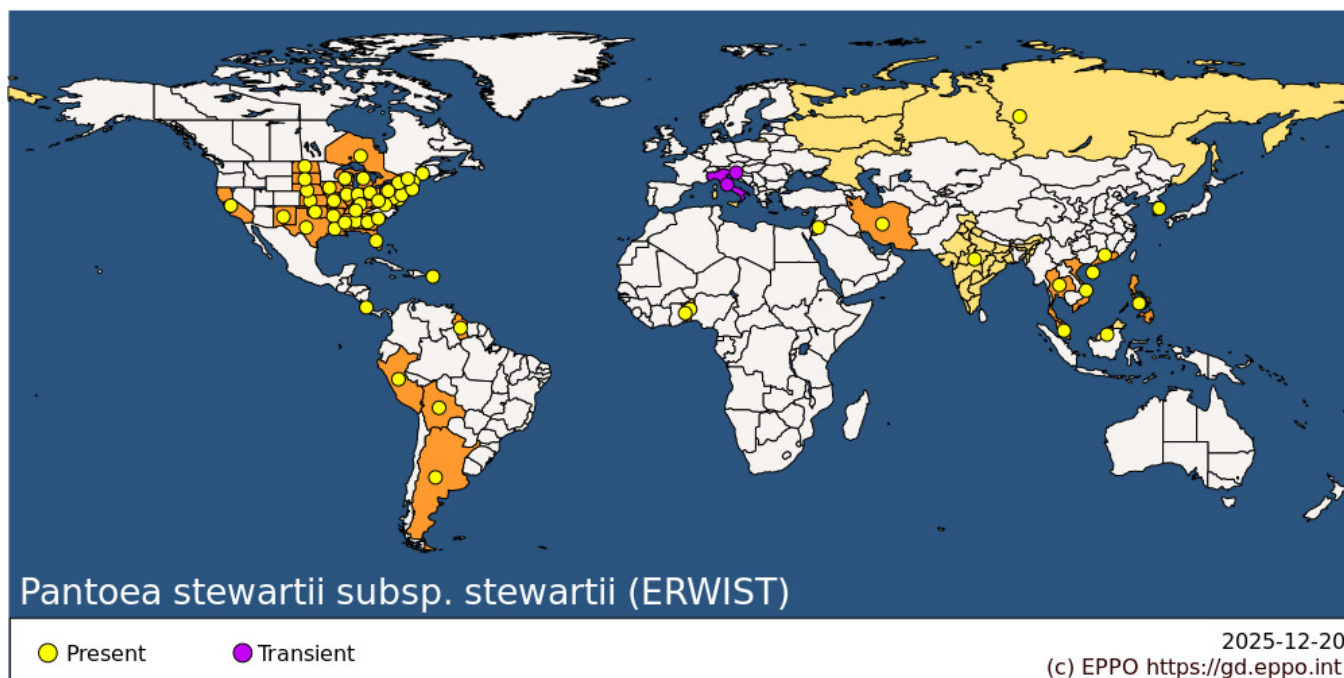 Pantoea stewartii subsp. stewartii (ERWIST)
Present
Transient
2025-12-20
(c) EPPO https://gd.eppo.int